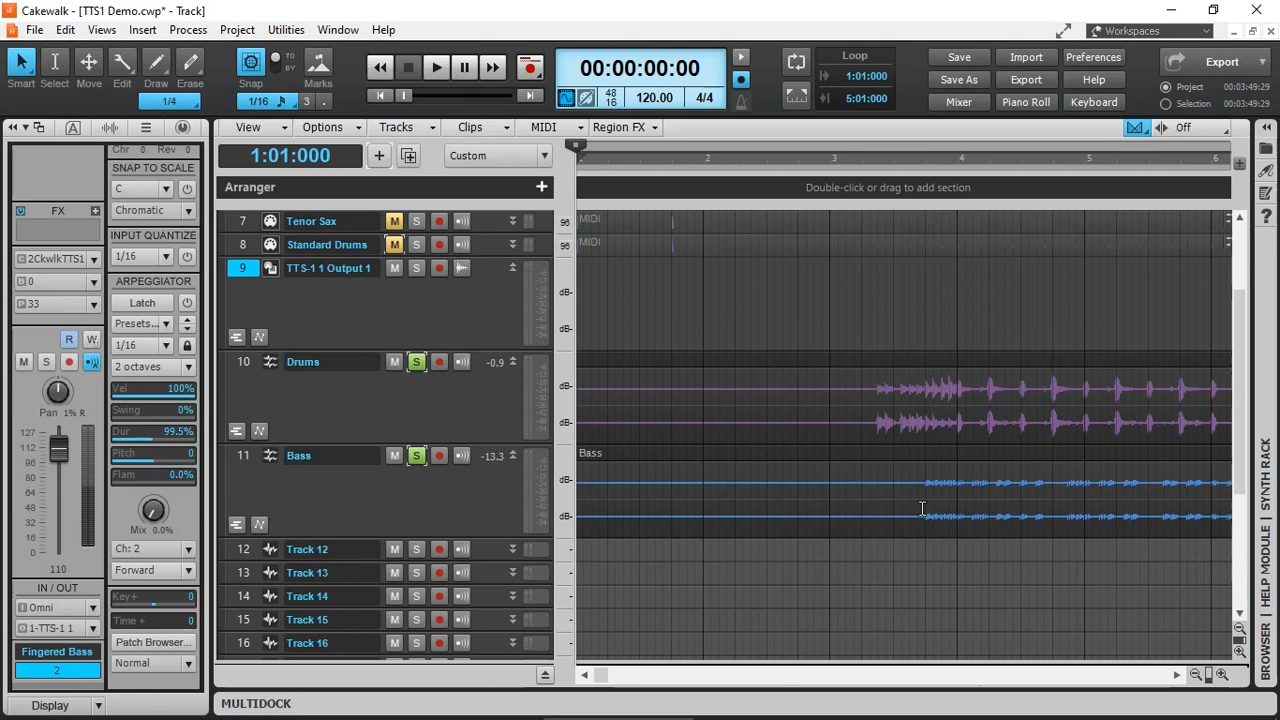 Cakewalk - [TTS1 Demo.cwp* - Track]
File Edit Views Insert Process Project Utilities Window Help
Workspaces
Smart Select Move Edit Draw Erase
1/4
Snap
TO
BY
Marks
1/16 3
00:00:00:00
48
16
120.00
4/4
Loop
1:01:000
5:01:000
Save Import Preferences
Save As Export Help
Mixer Piano Roll Keyboard
Export
Project 00:03:49:29
Selection 00:03:49:29
View Options Tracks Clips MIDI Region FX
Off
1:01:000
Custom
2 3 4 5 6
Arranger
Double-click or drag to add section
7 Tenor Sax M S 96 MIDI
8 Standard Drums M S 96 MIDI
9 TTS-1 1 Output 1 M S
10 Drums M S -0.9
11 Bass M S -13.3
Bass
12 Track 12 M S
13 Track 13 M S
14 Track 14 M S
15 Track 15 M S
16 Track 16 M S
FX
2CkwlkTTS1
0
P 33
R W
M S
Pan 1% R
127
112
96
80
64
48
32
16
0
110
IN / OUT
Omni
1-TTS-1 1
Fingered Bass
2
Display
Chr 0 Rev 0
SNAP TO SCALE
C
Chromatic
INPUT QUANTIZE
1/16
ARPEGGIATOR
Latch
Presets...
1/16
2 octaves
Vel 100%
Swing 0%
Dur 99.5%
Pitch 0
Flam 0.0%
Mix 0.0%
Ch: 2
Forward
Key+ 0
Time + 0
Patch Browser...
Normal
MULTIDOCK
BROWSER | HELP MODULE | SYNTH RACK